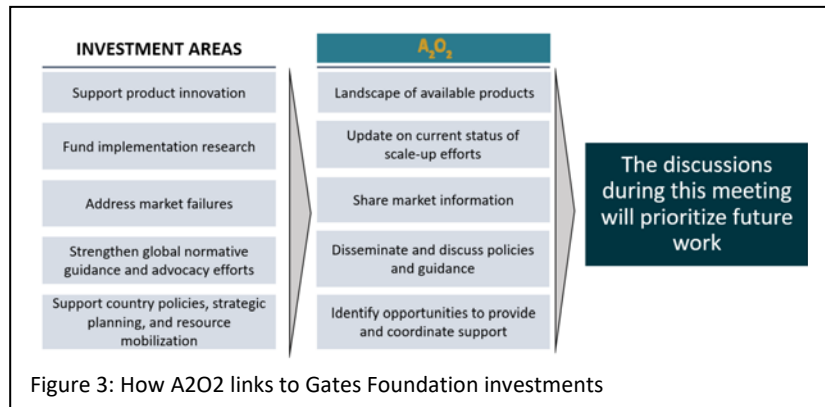 INVESTMENT AREAS
Support product innovation
Fund implementation research
Address market failures
Strengthen global normative
guidance and advocacy efforts
Support country policies, strategic
planning, and resource
mobilization
A2O2
Landscape of available products
Update on current status of
scale-up efforts
Share market information
Disseminate and discuss policies
and guidance
Identify opportunities to provide
and coordinate support
The discussions
during this meeting
will prioritize future
work
Figure 3: How A2O2 links to Gates Foundation investments